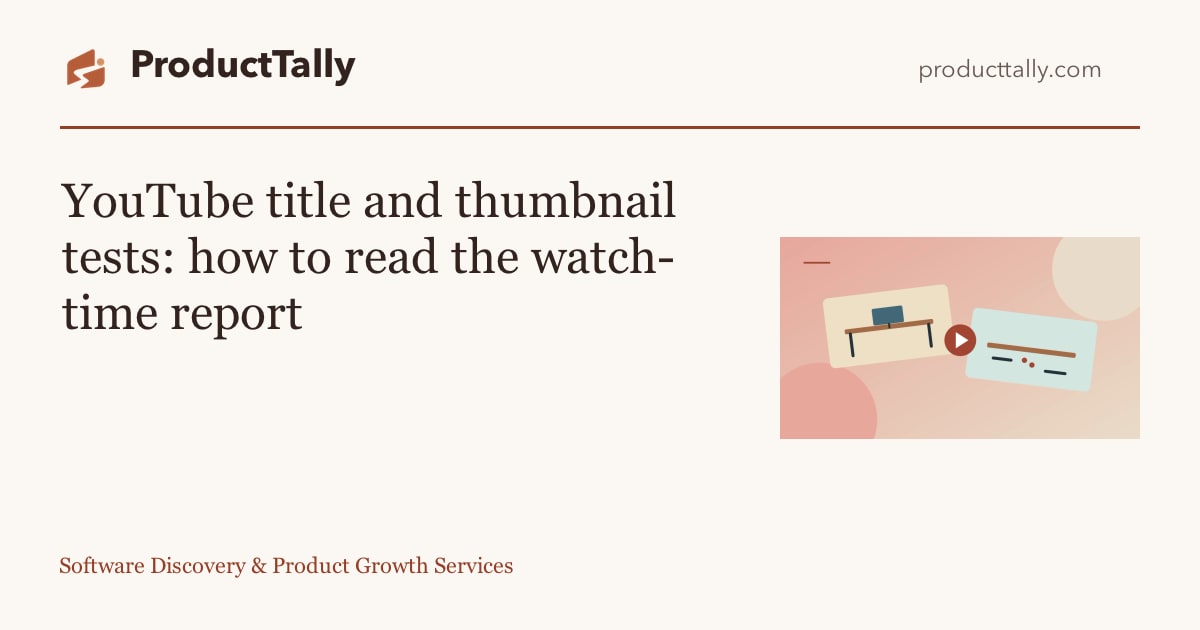 ProductTally
producttally.com
YouTube title and thumbnail
tests: how to read the watch-
time report
Software Discovery & Product Growth Services